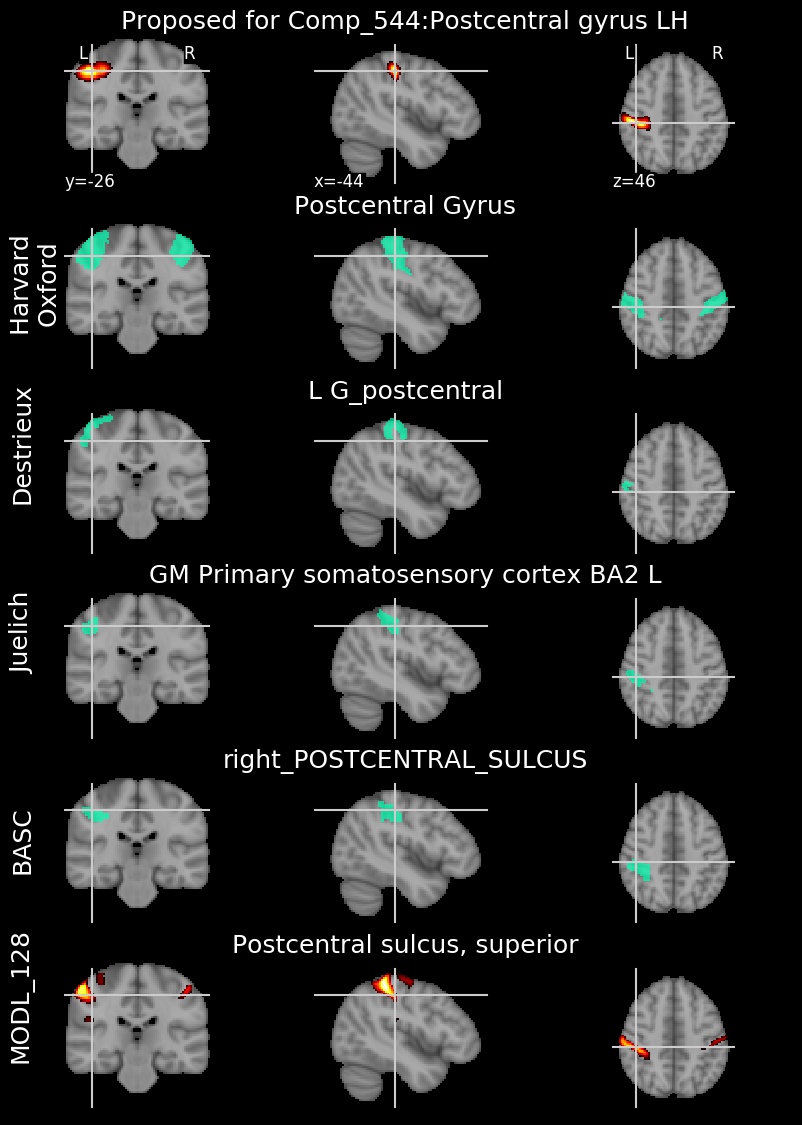 Proposed for Comp_544:Postcentral gyrus LH
L R
L R
y=-26
x=-44
z=46
Postcentral Gyrus
Harvard
Oxford
L G_postcentral
Destrieux
GM Primary somatosensory cortex BA2 L
Juelich
right_POSTCENTRAL_SULCUS
BASC
Postcentral sulcus, superior
MODL_128